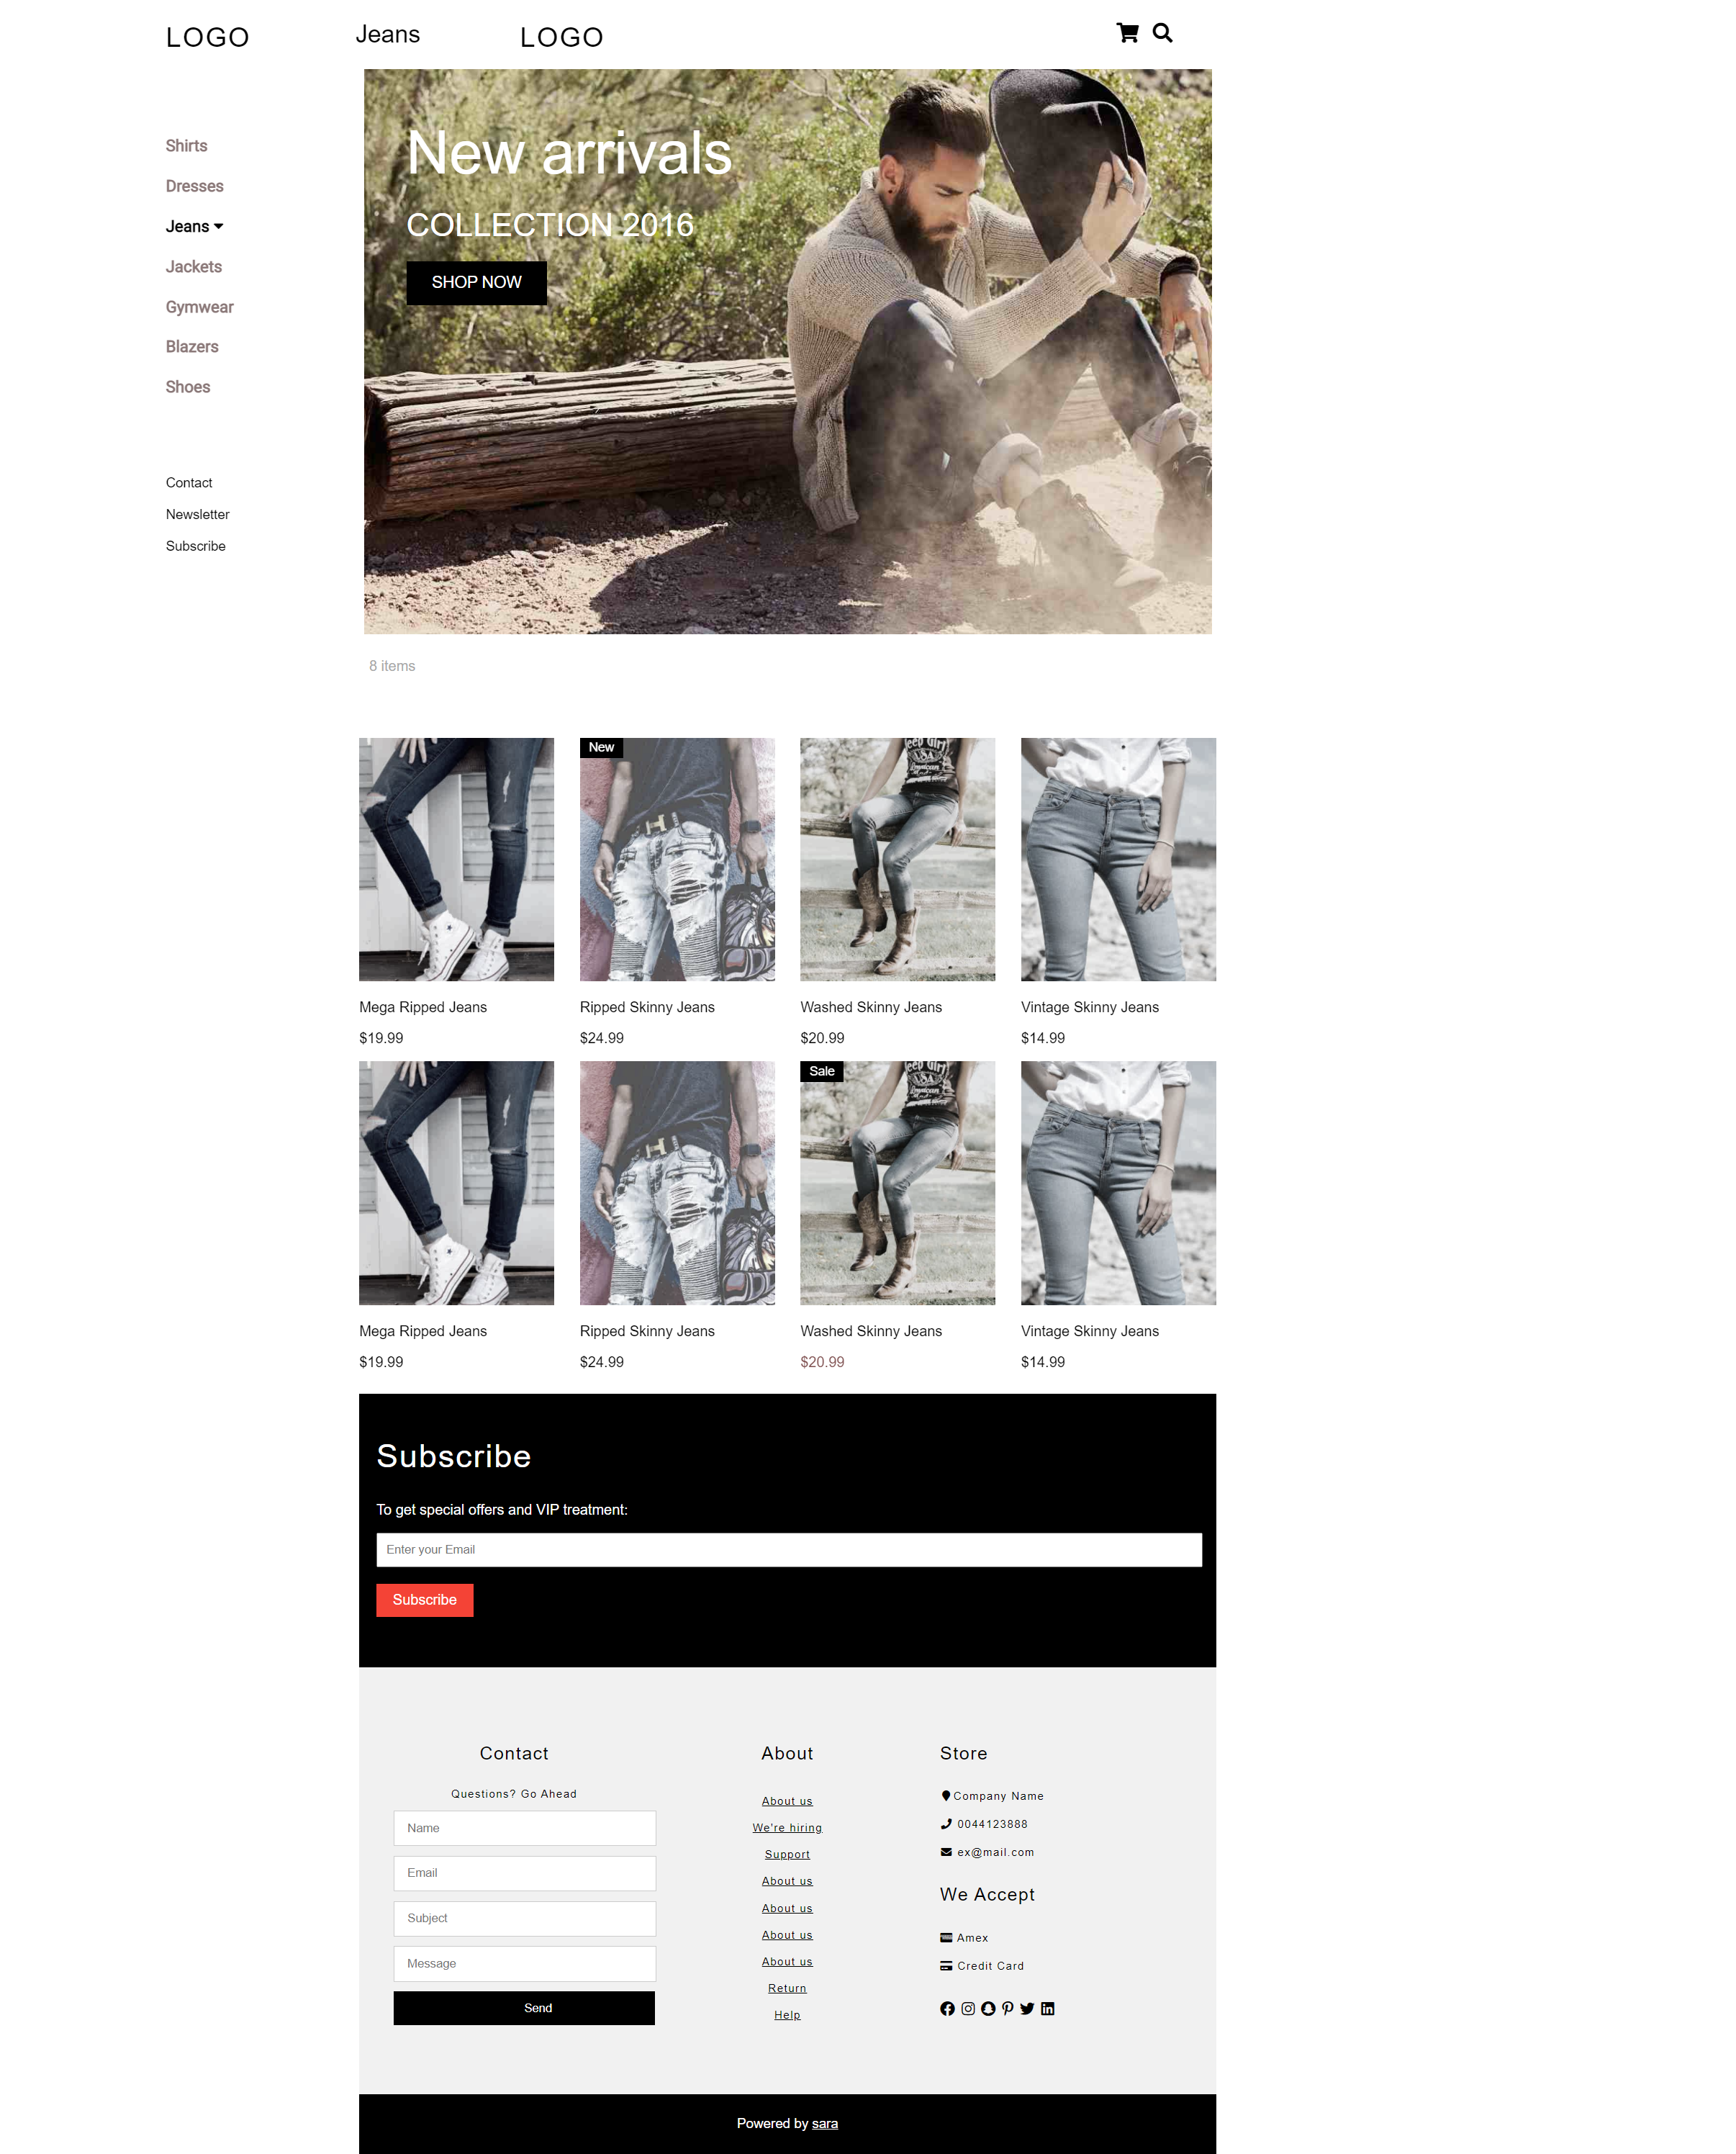 LOGO
Jeans
LOGO
Shirts
Dresses
Jeans
Jackets
Gymwear
Blazers
Shoes
Contact
Newsletter
Subscribe
New arrivals
COLLECTION 2016
SHOP NOW
8 items
New
Mega Ripped Jeans
Ripped Skinny Jeans
Washed Skinny Jeans
Vintage Skinny Jeans
$19.99
$24.99
$20.99
$14.99
Sale
Mega Ripped Jeans
Ripped Skinny Jeans
Washed Skinny Jeans
Vintage Skinny Jeans
$19.99
$24.99
$20.99
$14.99
Subscribe
To get special offers and VIP treatment:
Enter your Email
Subscribe
Contact
Questions? Go Ahead
Name
Email
Subject
Message
Send
About
About us
We're hiring
Support
About us
About us
About us
About us
Return
Help
Store
Company Name
0044123888
ex@mail.com
We Accept
Amex
Credit Card
Powered by sara